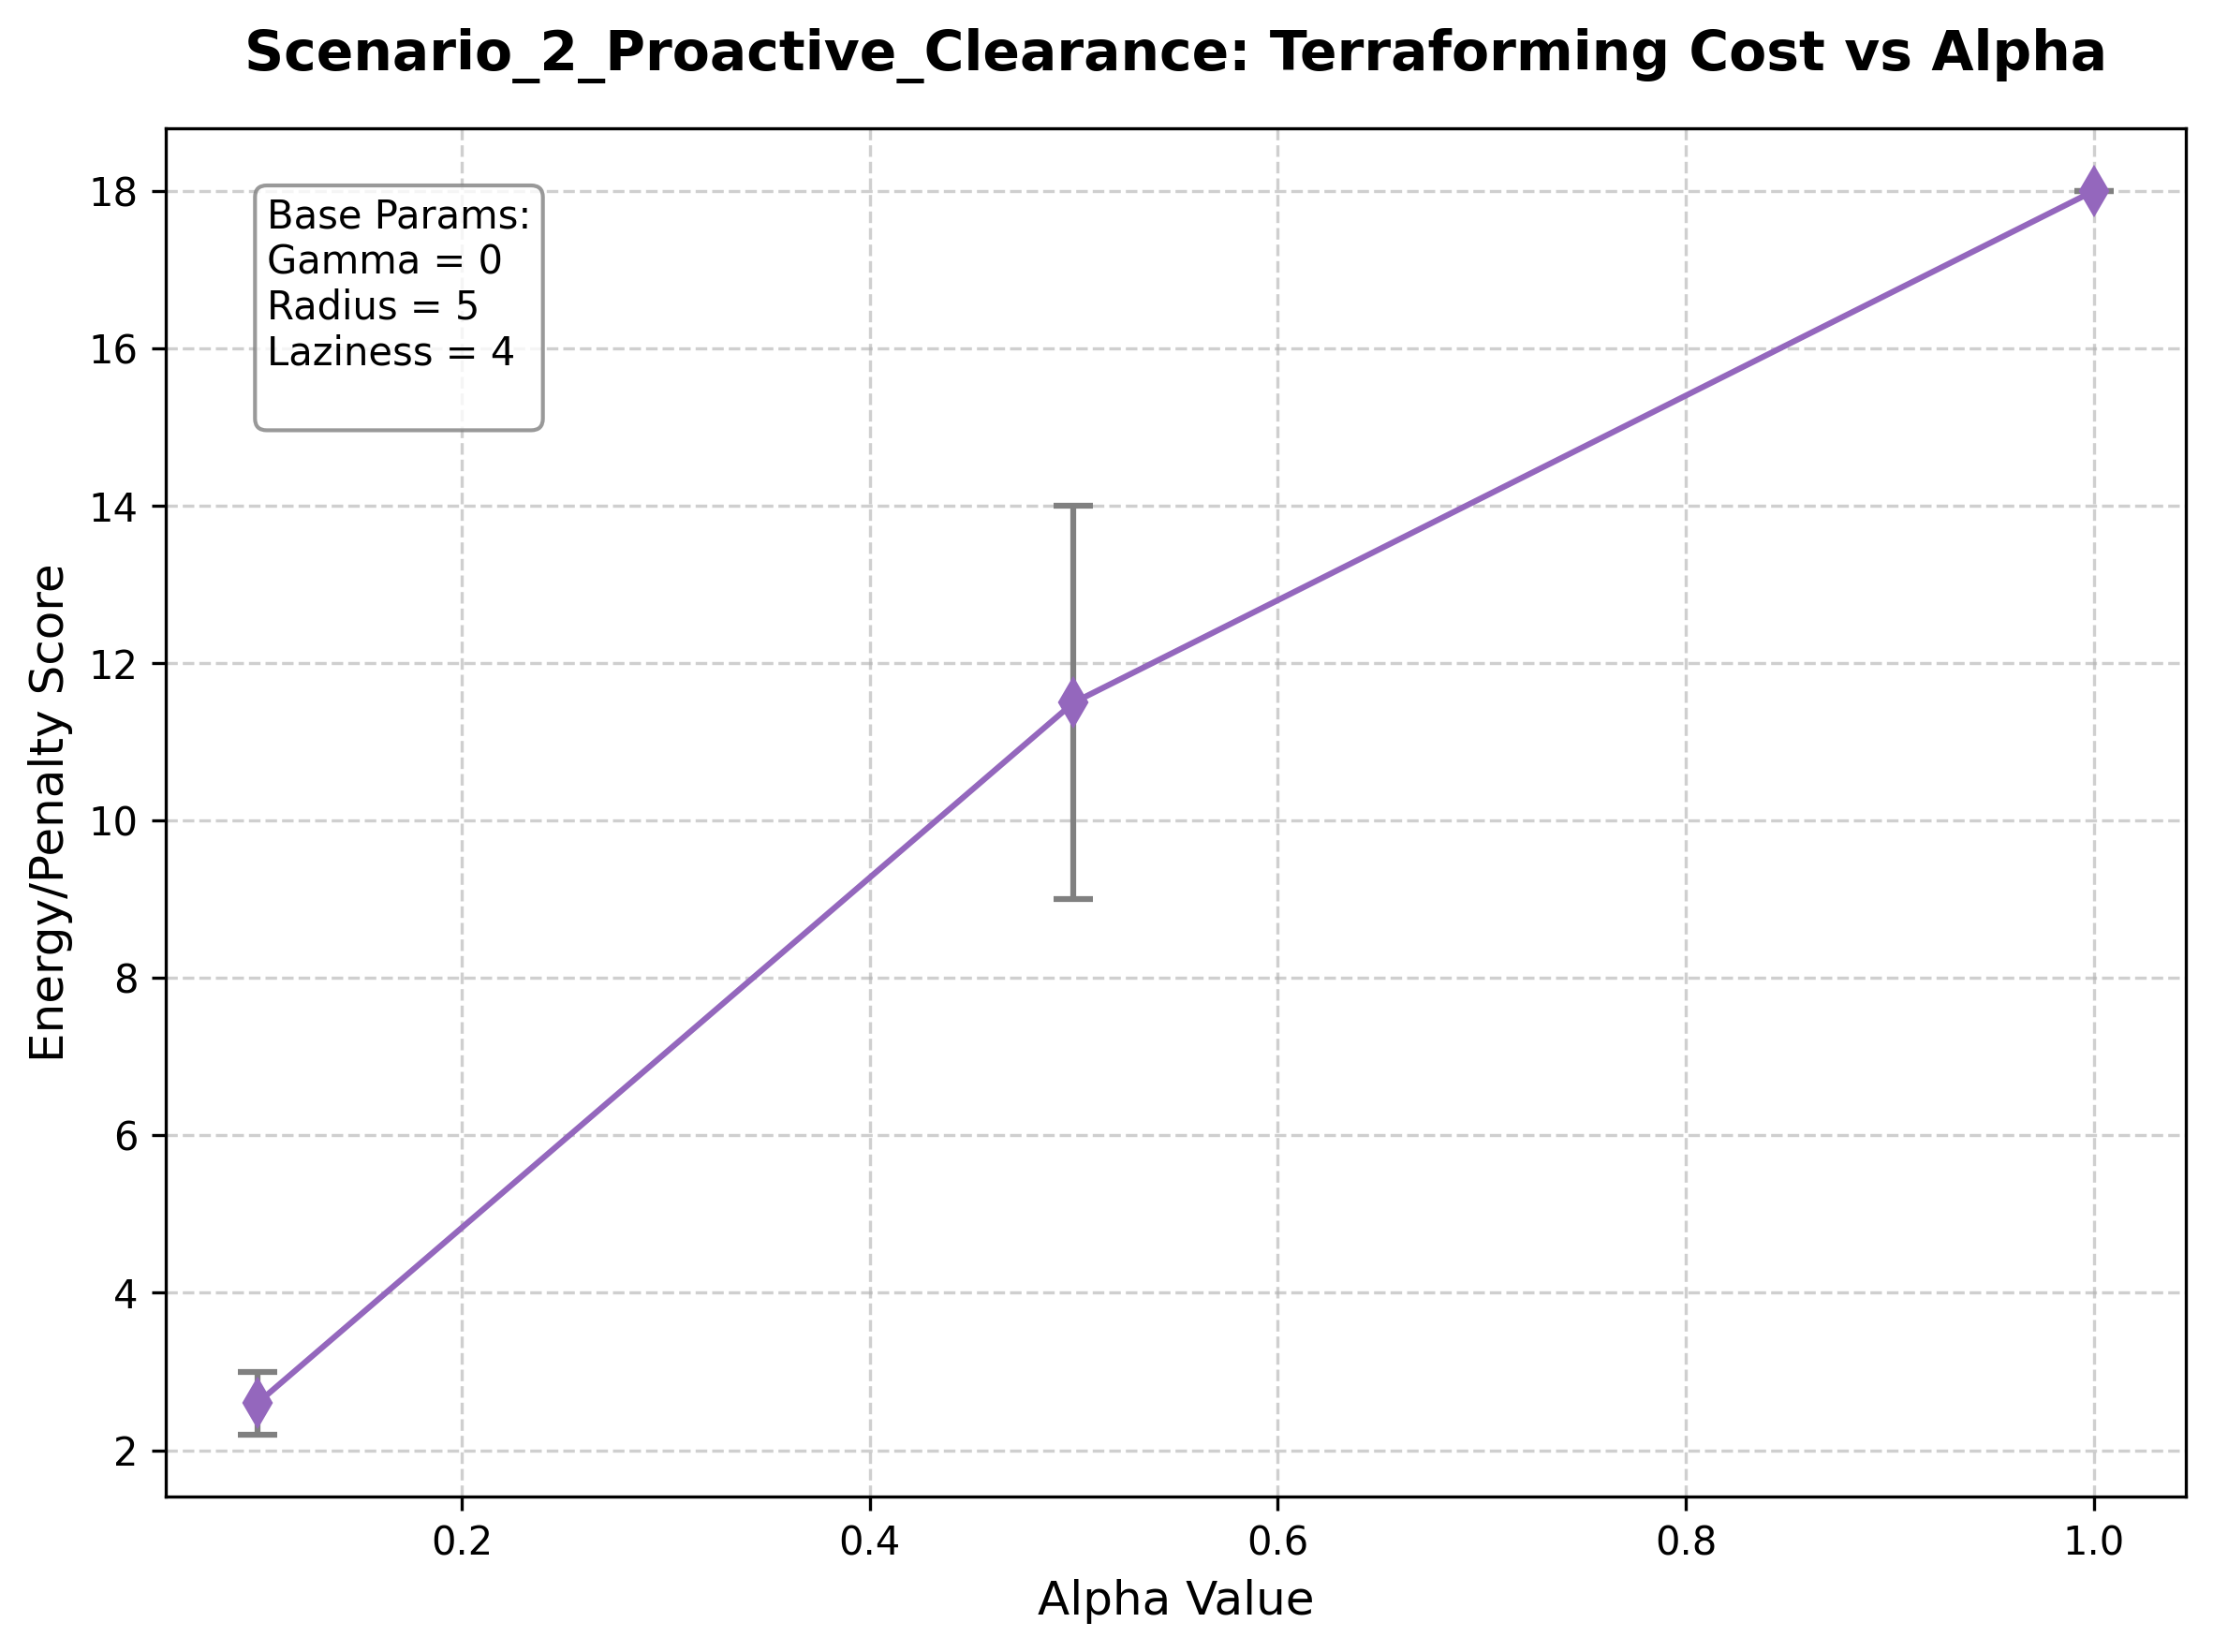 Scenario_2_Proactive_Clearance: Terraforming Cost vs Alpha
Base Params:
Gamma = 0
Radius = 5
Laziness = 4
Energy/Penalty Score
18
16
14
12
10
8
6
4
2
0.2
0.4
0.6
0.8
1.0
Alpha Value